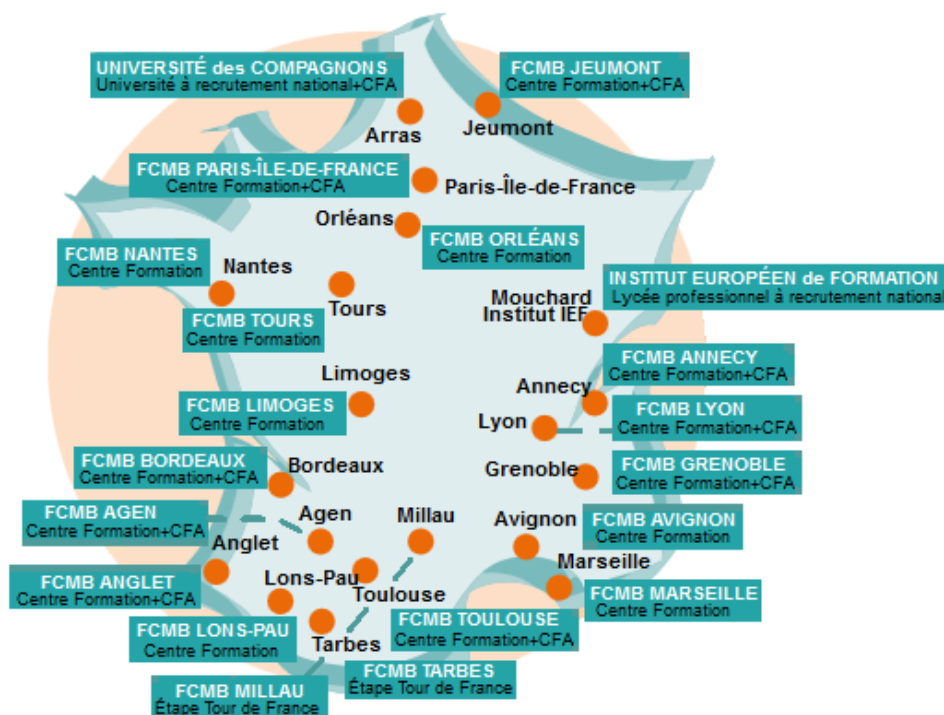 UNIVERSITÉ des COMPAGNONS
Université à recrutement national+CFA
FCMB JEUMONT
Centre Formation+CFA
Arras
Jeumont
FCMB PARIS-ÎLE-DE-FRANCE
Centre Formation+CFA
Paris-Île-de-France
Orléans
FCMB ORLÉANS
Centre Formation
FCMB NANTES
Centre Formation
Nantes
FCMB TOURS
Centre Formation
Tours
INSTITUT EUROPÉEN de FORMATION
Lycée professionnel à recrutement national
Mouchard
Institut IEF
Limoges
FCMB LIMOGES
Centre Formation
FCMB ANNECY
Centre Formation+CFA
Annecy
Lyon
FCMB LYON
Centre Formation+CFA
FCMB BORDEAUX
Centre Formation+CFA
Bordeaux
Grenoble
FCMB GRENOBLE
Centre Formation+CFA
FCMB AGEN
Centre Formation+CFA
Agen
Millau
Avignon
FCMB AVIGNON
Centre Formation
Anglet
FCMB ANGLET
Centre Formation+CFA
Lons-Pau
Toulouse
Marseille
FCMB MARSEILLE
Centre Formation
FCMB LONS-PAU
Centre Formation
Tarbes
FCMB TOULOUSE
Centre Formation+CFA
FCMB TARBES
Étape Tour de France
FCMB MILLAU
Étape Tour de France